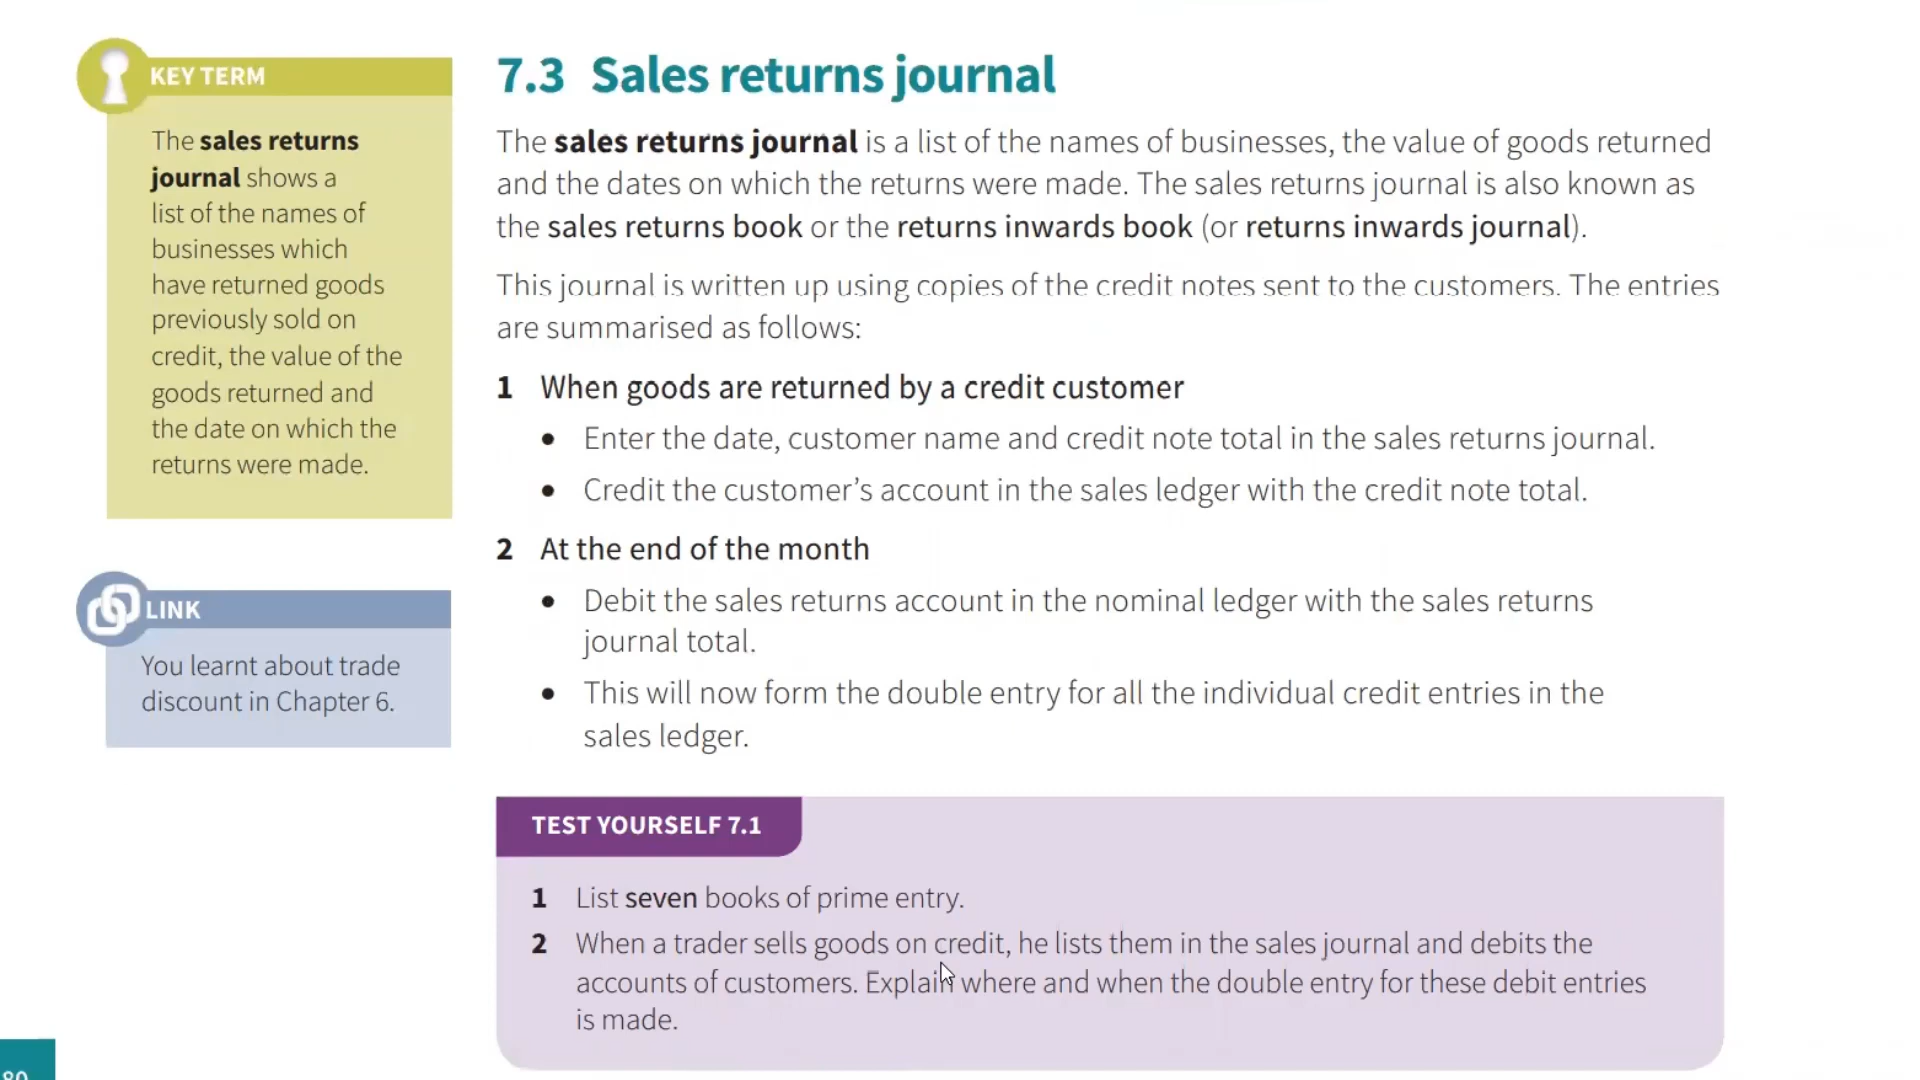 KEY TERM
The sales returns
journal shows a
list of the names of
businesses which
have returned goods
previously sold on
credit, the value of the
goods returned and
the date on which the
returns were made.
LINK
You learnt about trade
discount in Chapter 6.
7.3 Sales returns journal
The sales returns journal is a list of the names of businesses, the value of goods returned
and the dates on which the returns were made. The sales returns journal is also known as
the sales returns book or the returns inwards book (or returns inwards journal).
This journal is written up using copies of the credit notes sent to the customers. The entries
are summarised as follows:
1 When goods are returned by a credit customer
• Enter the date, customer name and credit note total in the sales returns journal.
• Credit the customer's account in the sales ledger with the credit note total.
2 At the end of the month
• Debit the sales returns account in the nominal ledger with the sales returns
journal total.
• This will now form the double entry for all the individual credit entries in the
sales ledger.
TEST YOURSELF 7.1
1 List seven books of prime entry.
2 When a trader sells goods on credit, he lists them in the sales journal and debits the
accounts of customers. Explain where and when the double entry for these debit entries
is made.
80